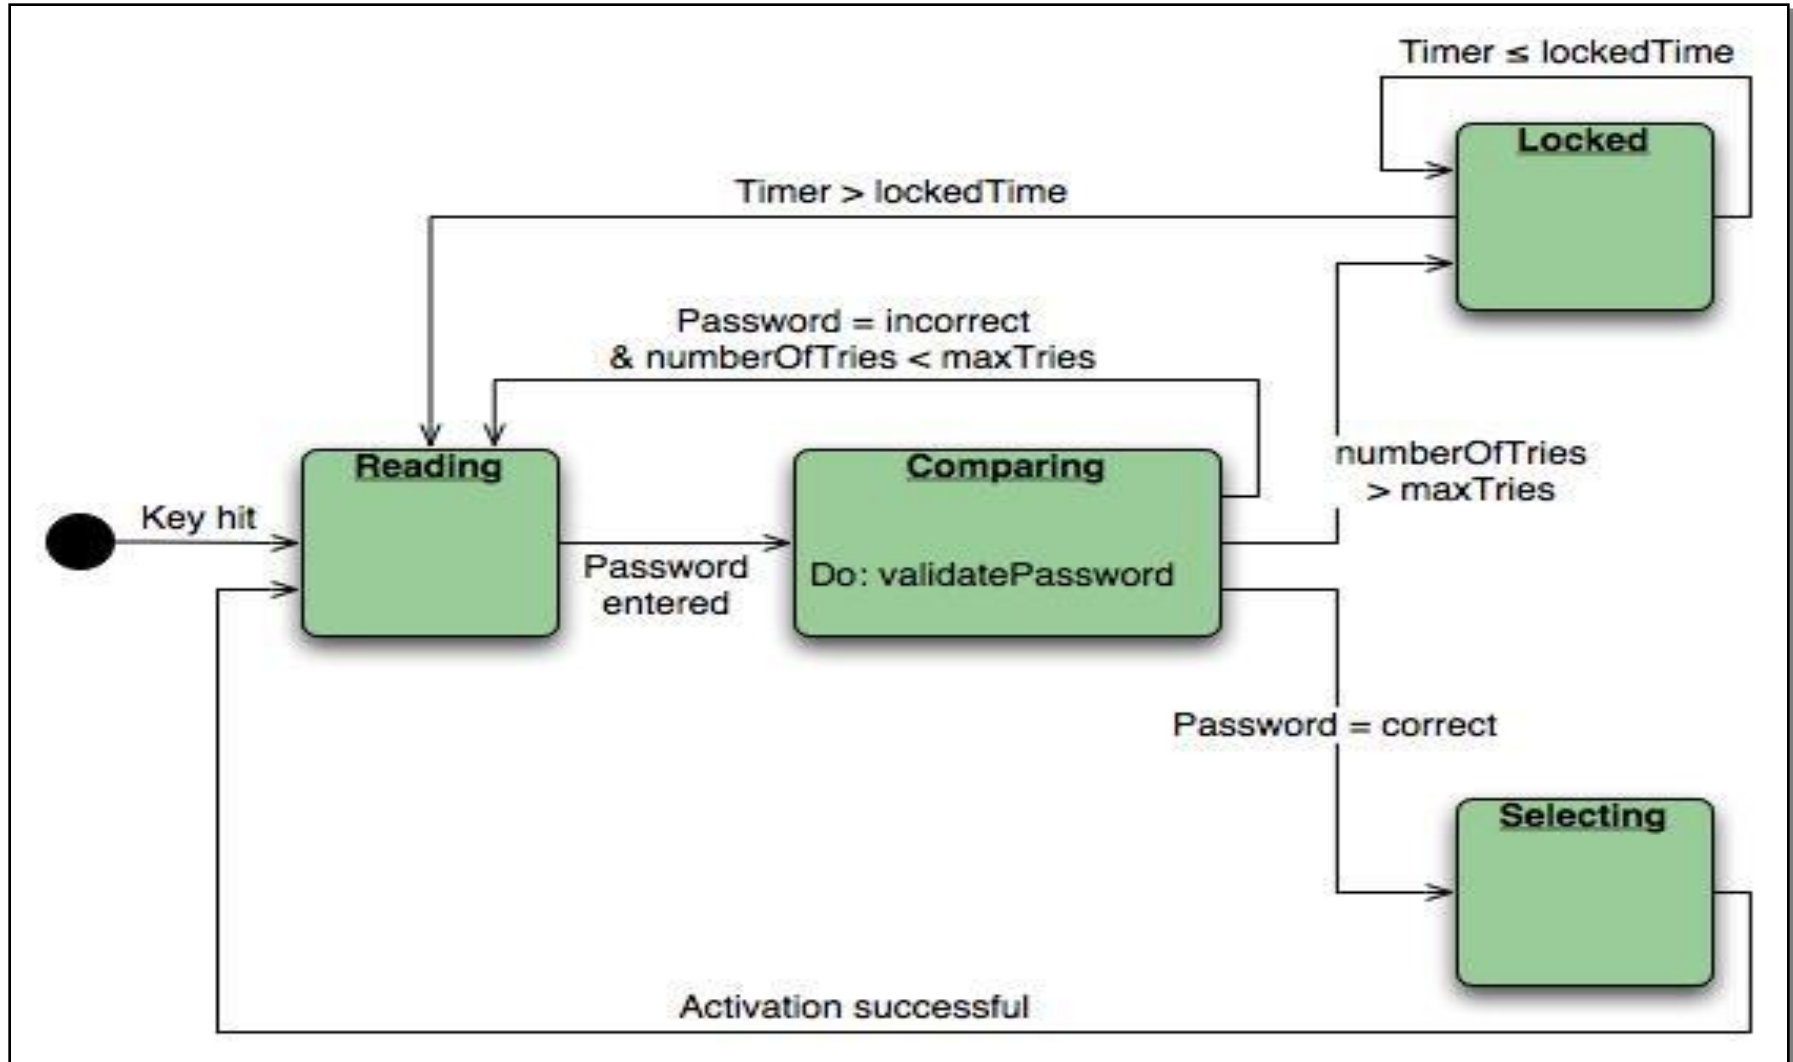 Timer ≤ lockedTime
Locked
Timer > lockedTime
Password = incorrect
& numberOfTries < maxTries
numberOfTries
> maxTries
Reading
Comparing
Key hit
Password
entered
Do: validatePassword
Password = correct
Selecting
Activation successful